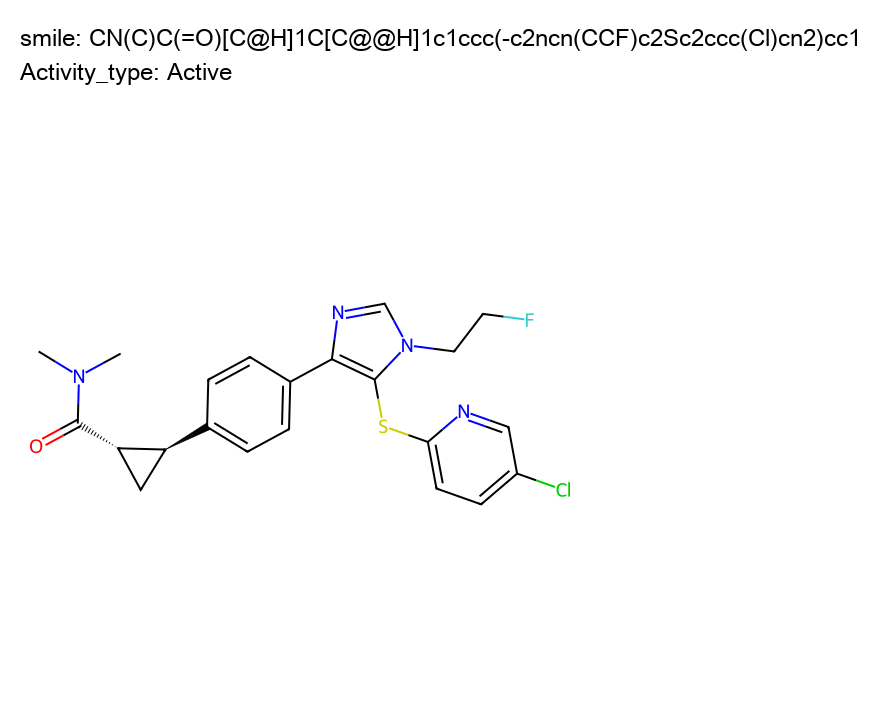 smile: CN(C)C(=O)[C@H]1C[C@@H]1c1ccc(-c2ncn(CCF)c2Sc2ccc(Cl)cn2)cc1
Activity_type: Active
N
F
N
N
N
S
O
Cl